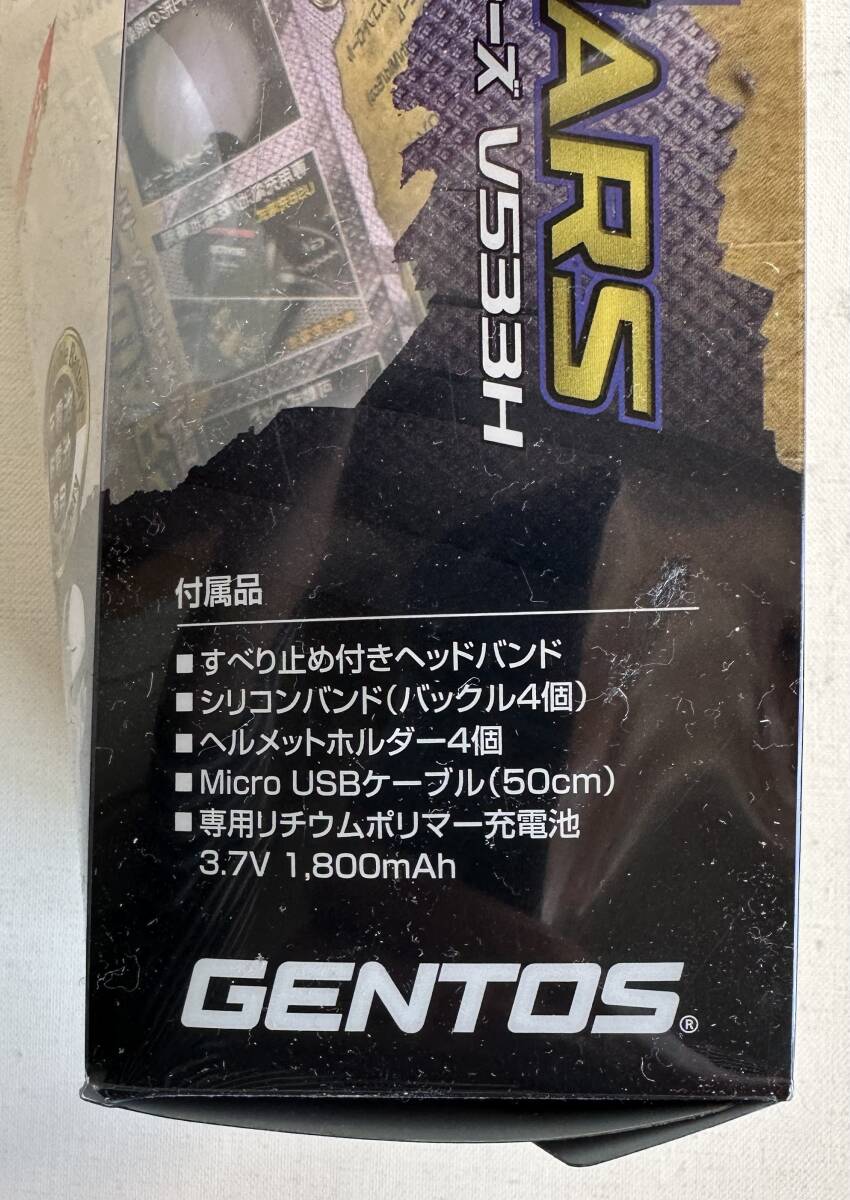 ARS
ーズ V533H
付属品
■すべり止め付きヘッドバンド
■シリコンバンド(バックル4個)
■ヘルメットホルダー4個
■Micro USBケーブル(50cm)
■専用リチウムポリマー充電池
3.7V 1,800mAh
GENTOS®